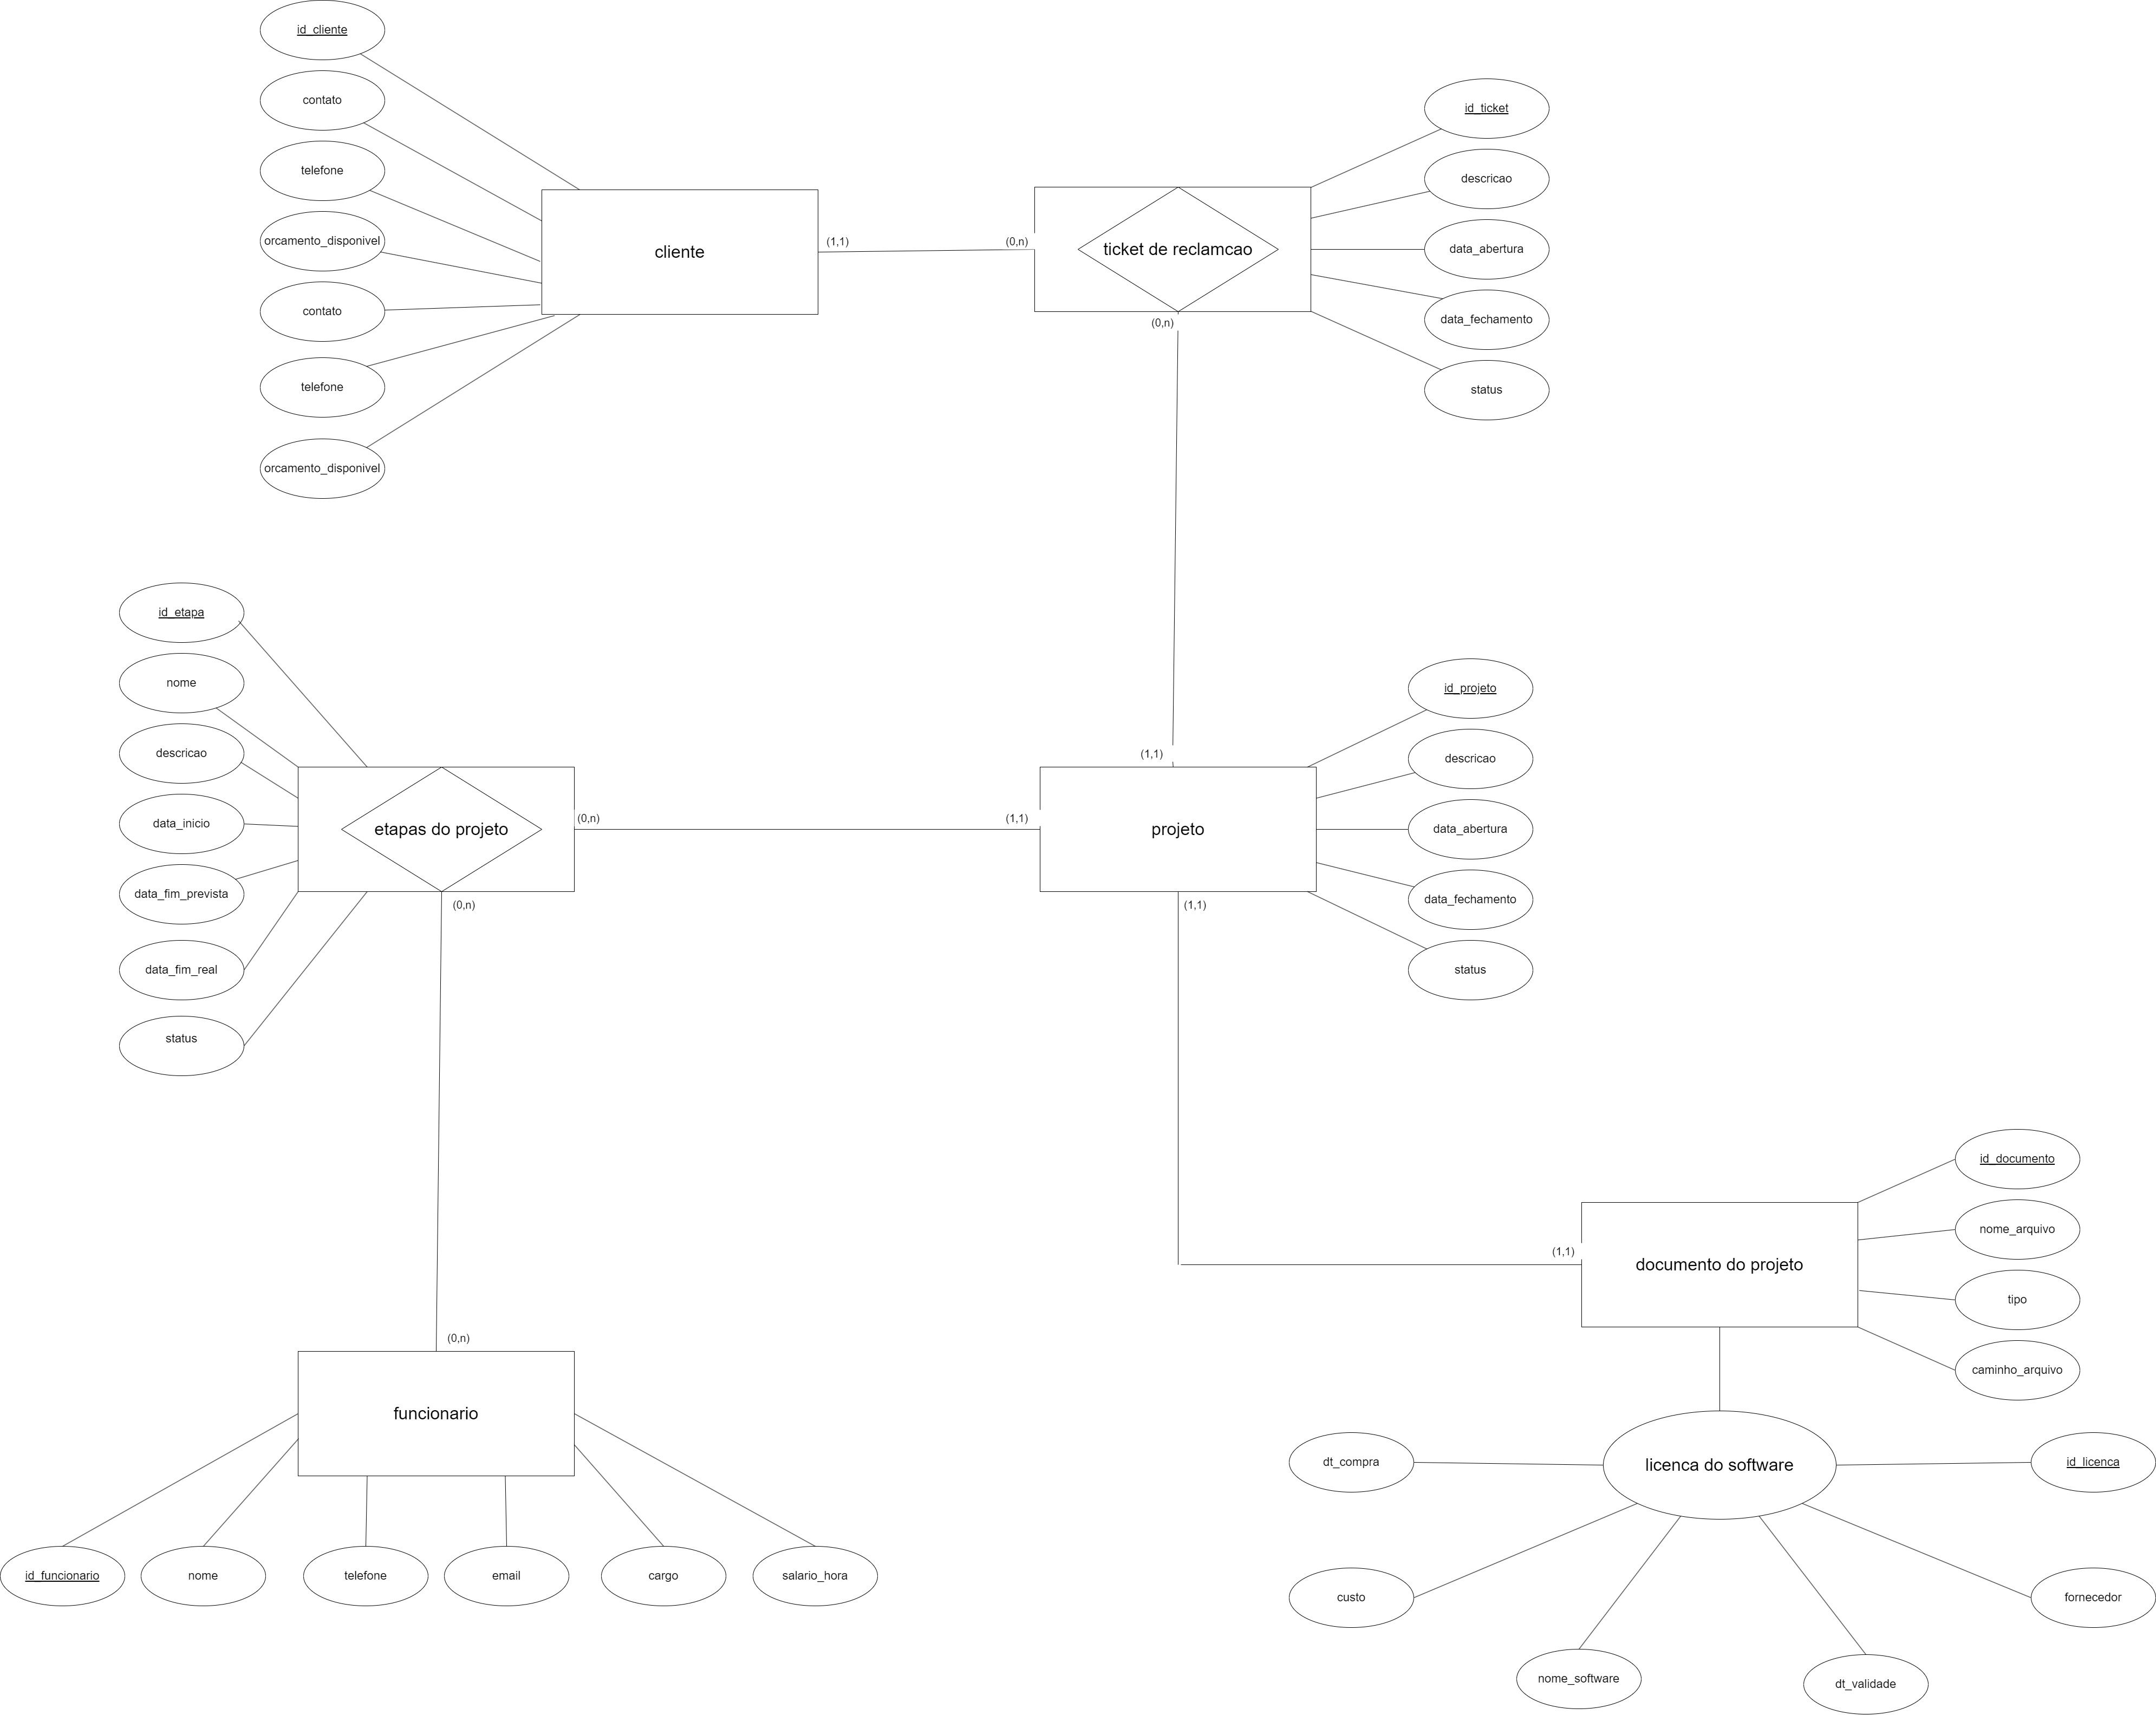 id_cliente
contato
telefone
orcamento_disponivel
contato
telefone
orcamento_disponivel
cliente
(1,1)
(0,n)
ticket de reclamcao
(0,n)
id_ticket
descricao
data_abertura
data_fechamento
status
id_etapa
nome
descricao
data_inicio
data_fim_prevista
data_fim_real
status
etapas do projeto
(0,n)
(0,n)
(1,1)
(1,1)
projeto
(1,1)
id_projeto
descricao
data_abertura
data_fechamento
status
(0,n)
funcionario
id_funcionario
nome
telefone
email
cargo
salario_hora
(1,1)
documento do projeto
id_documento
nome_arquivo
tipo
caminho_arquivo
licenca do software
dt_compra
id_licenca
custo
fornecedor
nome_software
dt_validade